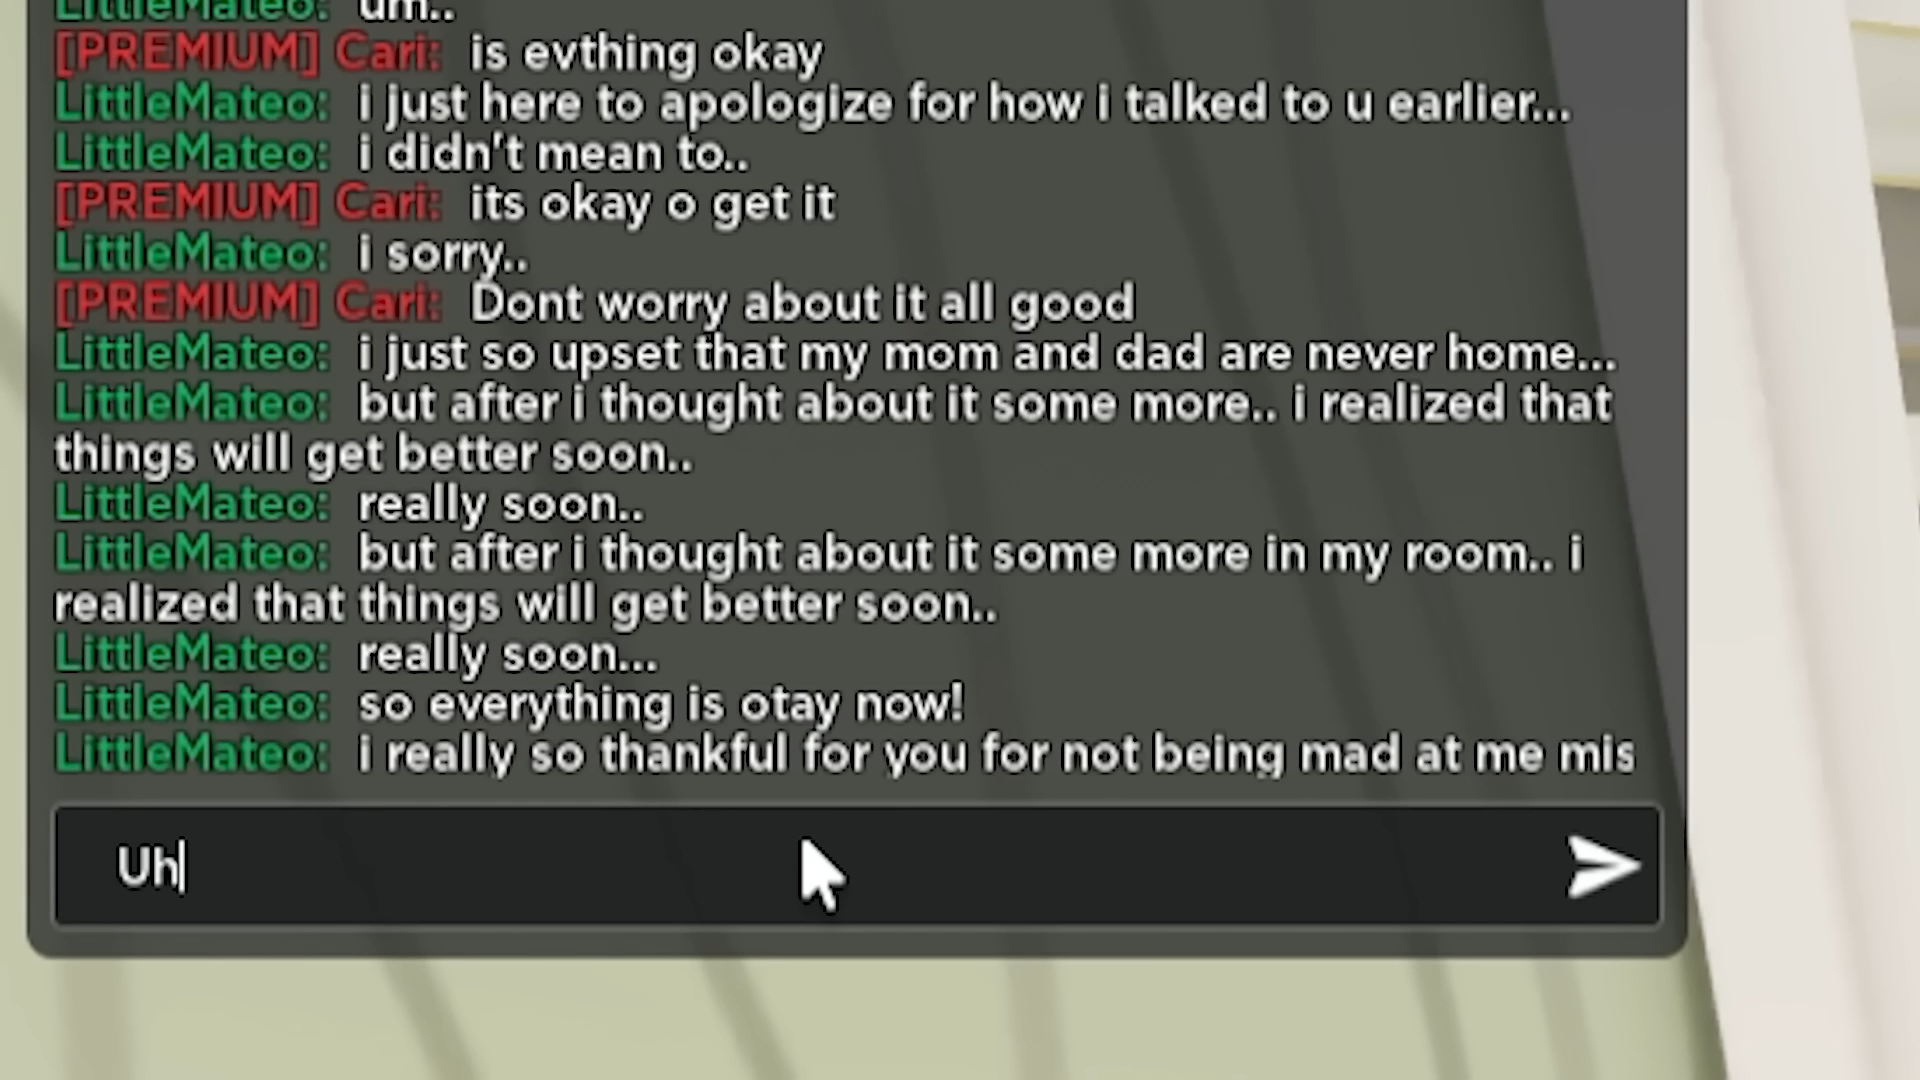 LittleMateo: um..
[PREMIUM] Cari: is evthing okay
LittleMateo: i just here to apologize for how i talked to u earlier...
LittleMateo: i didn't mean to..
[PREMIUM] Cari: its okay o get it
LittleMateo: i sorry..
[PREMIUM] Cari: Dont worry about it all good
LittleMateo: i just so upset that my mom and dad are never home...
LittleMateo: but after i thought about it some more.. i realized that
things will get better soon..
LittleMateo: really soon..
LittleMateo: but after i thought about it some more in my room.. i
realized that things will get better soon..
LittleMateo: really soon...
LittleMateo: so everything is otay now!
LittleMateo: i really so thankful for you for not being mad at me mis
Uh